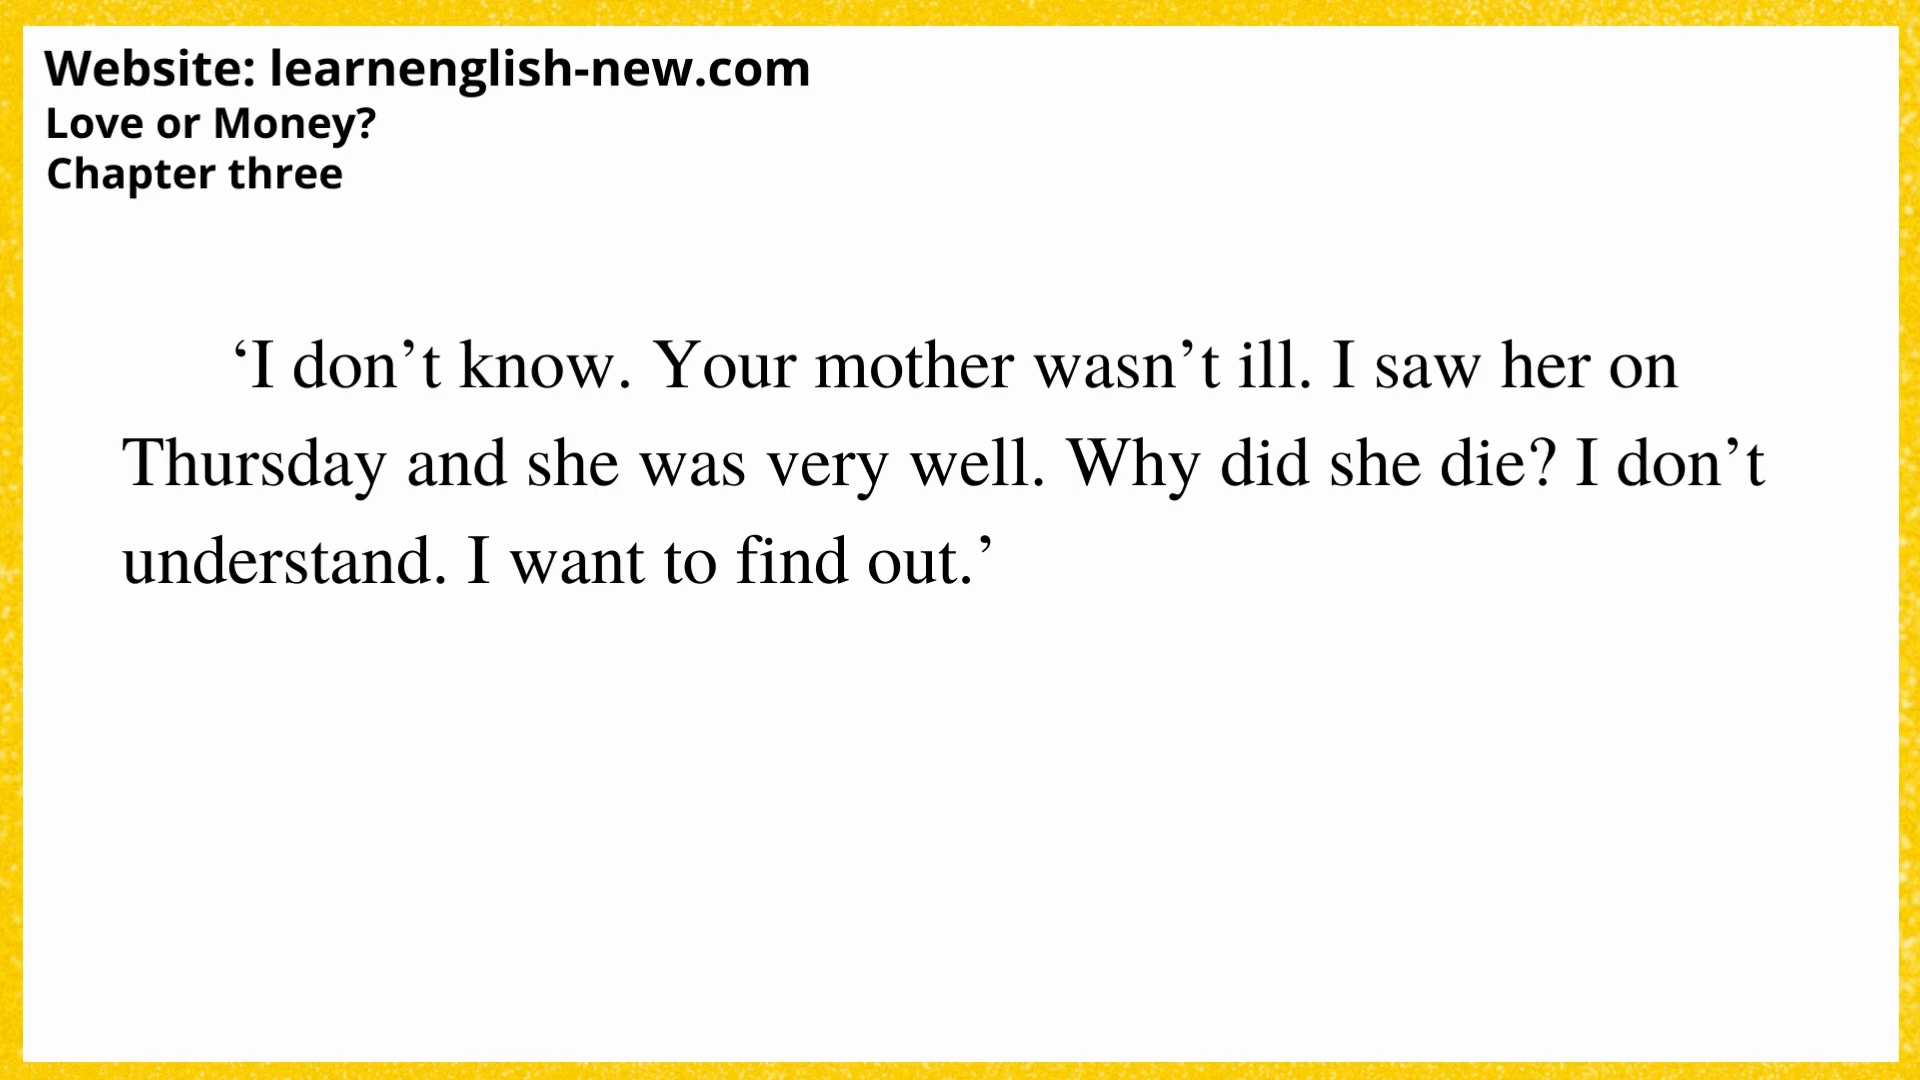 Website: learnenglish-new.com
Love or Money?
Chapter three
‘I don’t know. Your mother wasn’t ill. I saw her on
Thursday and she was very well. Why did she die? I don’t
understand. I want to find out.’